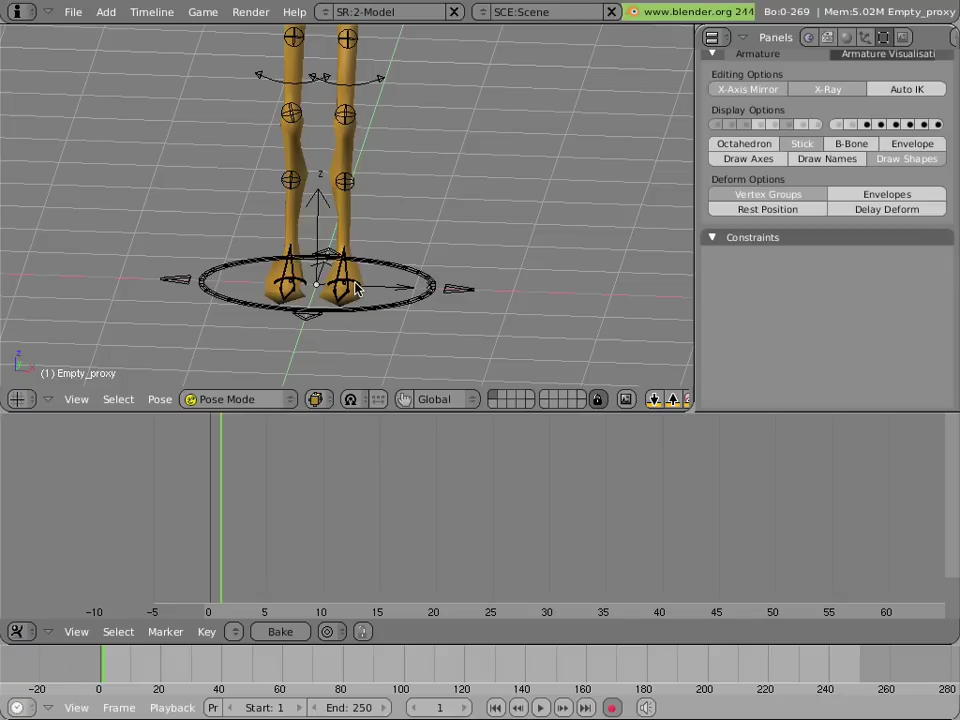 File Add Timeline Game Render Help SR:2-Model SCE:Scene www.blender.org 244 Bo:0-269 | Mem:5.02M Empty_proxy
Panels
Armature Armature Visualisati
Editing Options
X-Axis Mirror X-Ray Auto IK
Display Options
Octahedron Stick B-Bone Envelope
Draw Axes Draw Names Draw Shapes
Deform Options
Vertex Groups Envelopes
Rest Position Delay Deform
Constraints
z
z
x
(1) Empty_proxy
View Select Pose Pose Mode Global
-10 -5 0 5 10 15 20 25 30 35 40 45 50 55 60
View Select Marker Key Bake
-20 0 20 40 60 80 100 120 140 160 180 200 220 240 260 280
View Frame Playback Pr Start: 1 End: 250 1